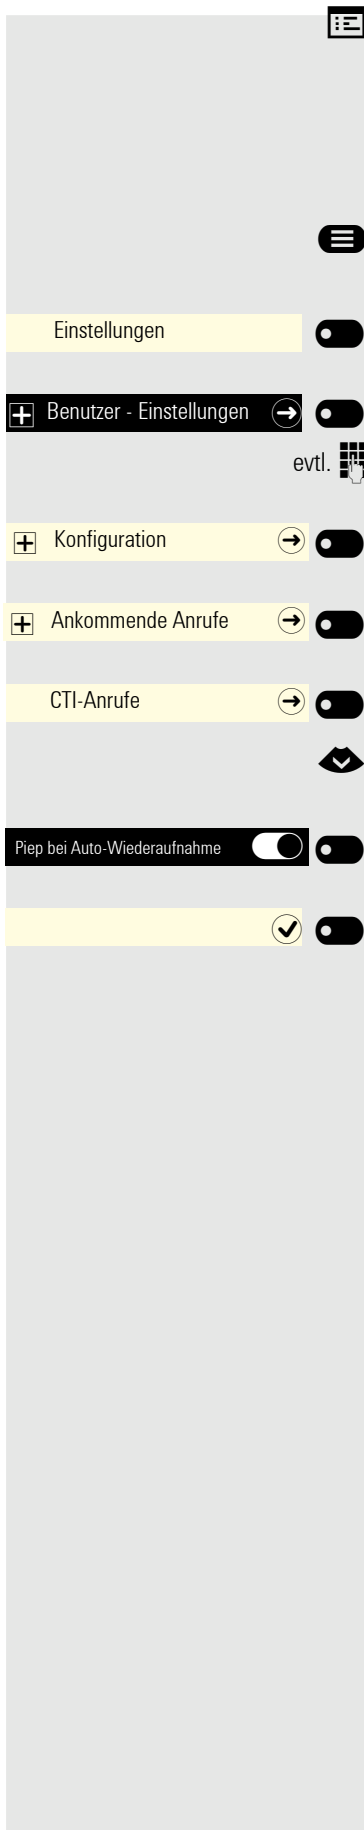 Einstellungen
Benutzer - Einstellungen
evtl.
Konfiguration
Ankommende Anrufe
CTI-Anrufe
Piep bei Auto-Wiederaufnahme